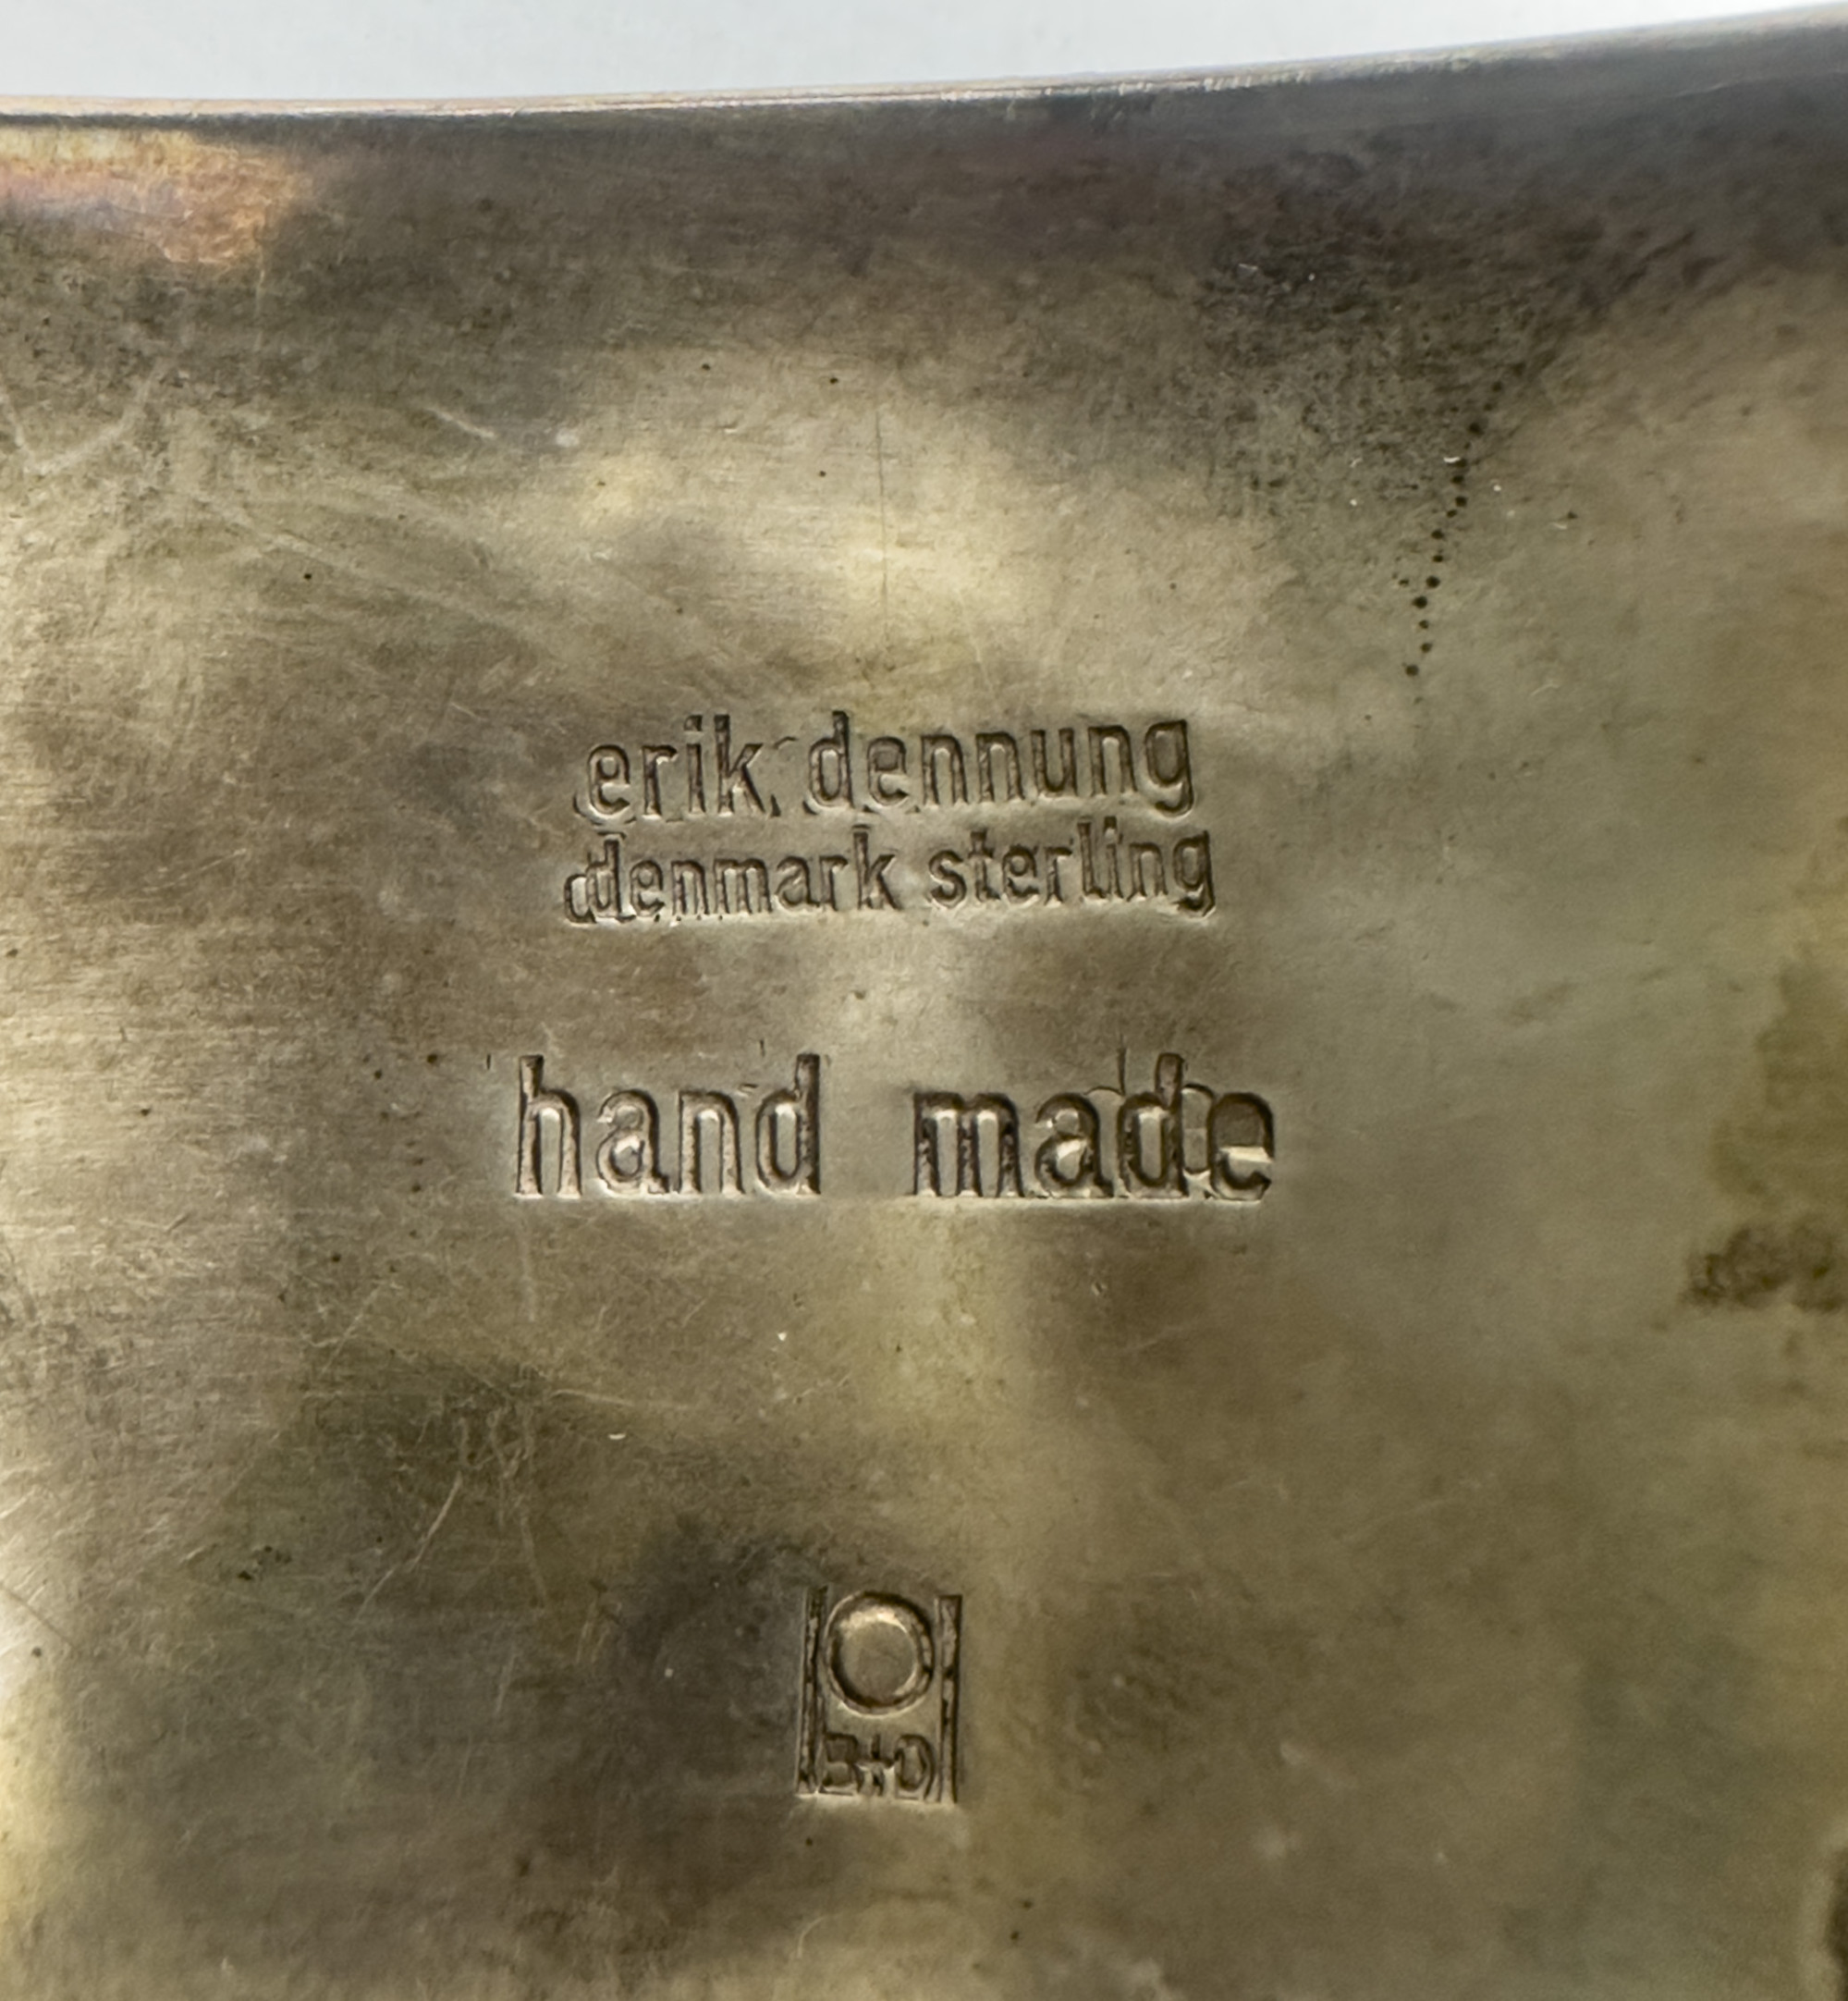 erik dennung
denmark sterling
hand made
B+D